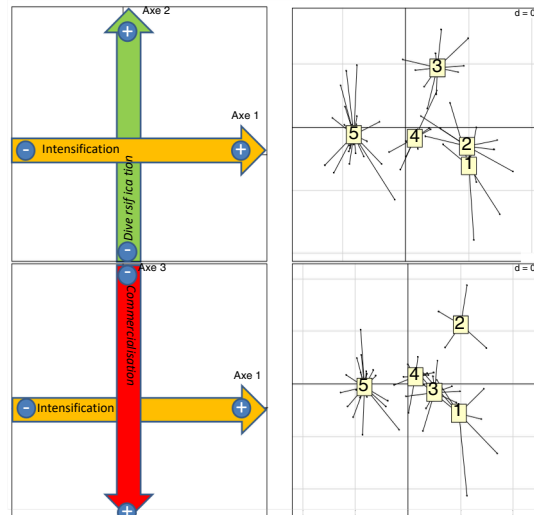 Axe 2
d = 0
+
3
Axe 1
5
4
2
- Intensification +
1
Dive rsif ica tion
-
Axe 3
d = 0
-
Commercialisation
2
Axe 1
4
5
3
- Intensification +
1
+